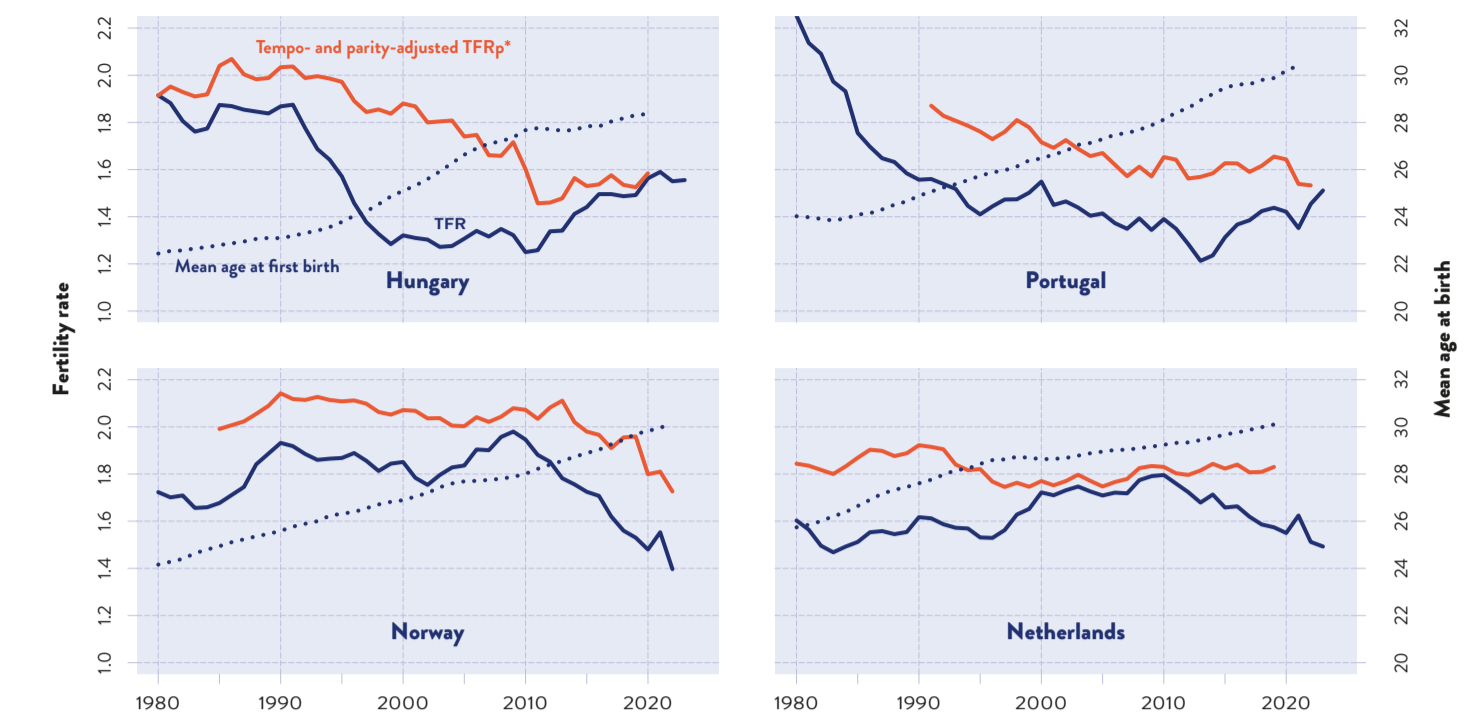 2.2
2.0
1.8
1.6
1.4
1.2
1.0
Tempo- and parity-adjusted TFRp*
TFR
Mean age at first birth
Hungary
Portugal
32
30
28
26
24
22
20
Fertility rate
Mean age at birth
2.2
2.0
1.8
1.6
1.4
1.2
1.0
Norway
Netherlands
32
30
28
26
24
22
20
1980 1990 2000 2010 2020
1980 1990 2000 2010 2020